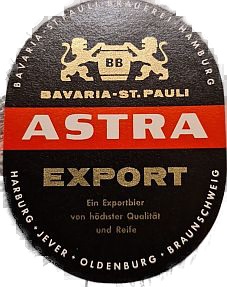 BAVARIA-ST. PAULI-BRAUEREI HAMBURG
BB
BAVARIA-ST. PAULI
ASTRA
EXPORT
Ein Exportbier
von höchster Qualität
und Reife
HARBURG · JEVER · OLDENBURG · BRAUNSCHWEIG